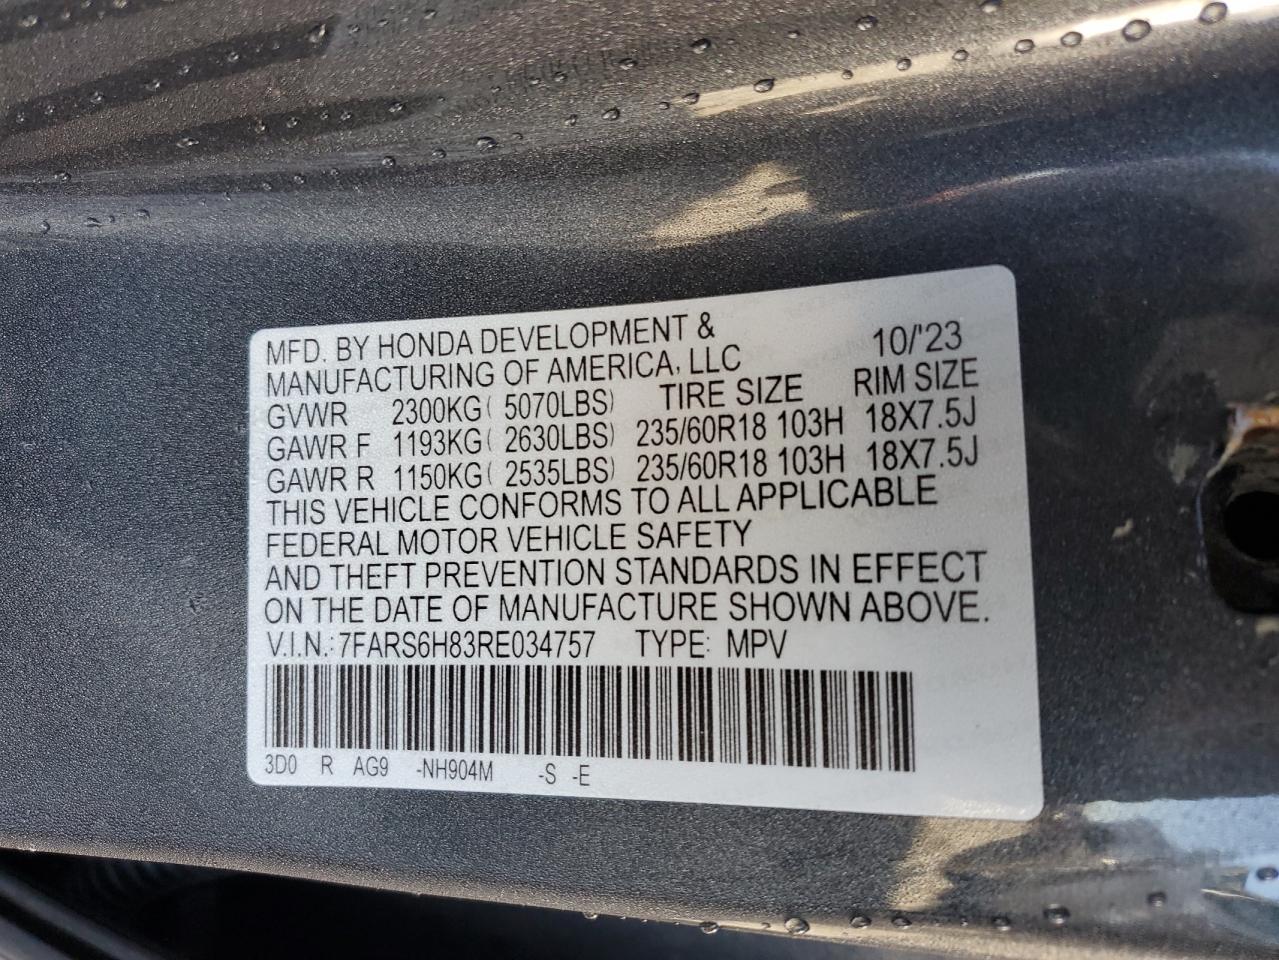 MFD. BY HONDA DEVELOPMENT & 10/'23
MANUFACTURING OF AMERICA, LLC
GVWR 2300KG( 5070LBS) TIRE SIZE RIM SIZE
GAWR F 1193KG( 2630LBS) 235/60R18 103H 18X7.5J
GAWR R 1150KG( 2535LBS) 235/60R18 103H 18X7.5J
THIS VEHICLE CONFORMS TO ALL APPLICABLE
FEDERAL MOTOR VEHICLE SAFETY
AND THEFT PREVENTION STANDARDS IN EFFECT
ON THE DATE OF MANUFACTURE SHOWN ABOVE.
V.I.N.: 7FARS6H83RE034757 TYPE: MPV
3D0 R AG9 -NH904M -S -E